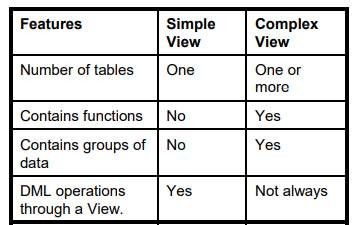 Features Simple Complex
View View
Number of tables One One or
more
Contains functions No Yes
Contains groups of No Yes
data
DML operations Yes Not always
through a View.